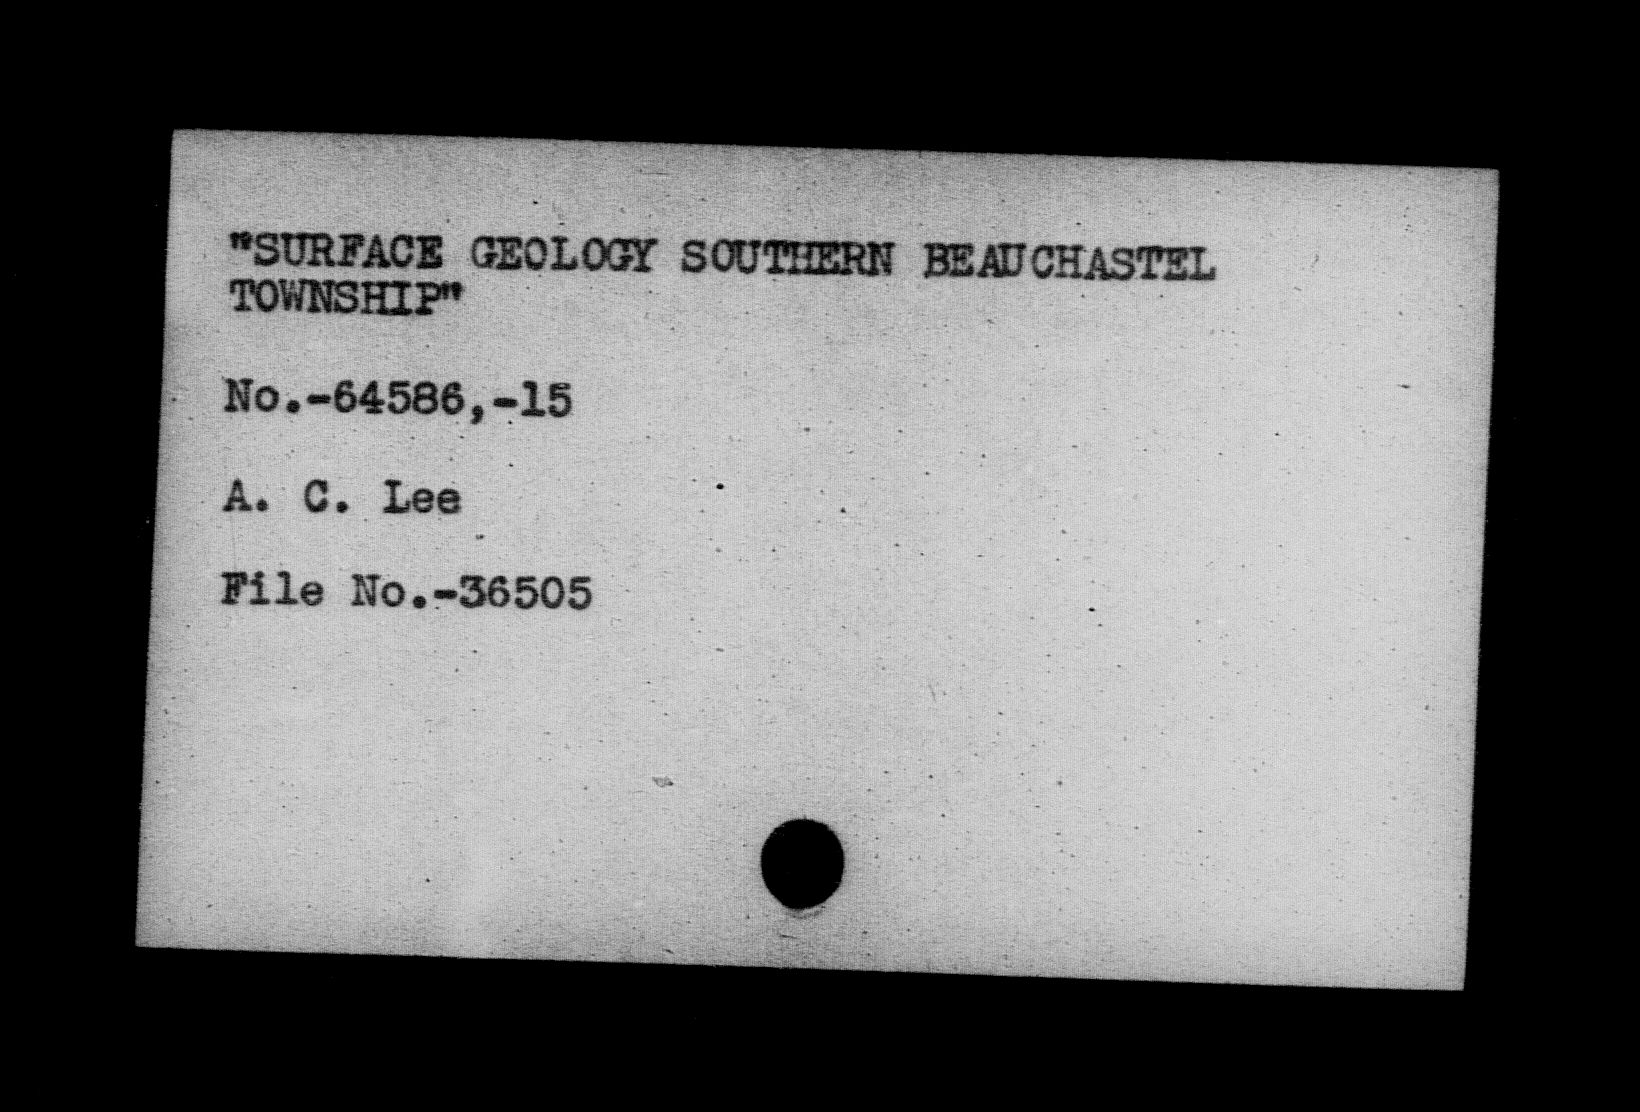 "SURFACE GEOLOGY SOUTHERN BEAUCHASTEL
TOWNSHIP"
No.-64586,-15
A. C. Lee
File No.-36505